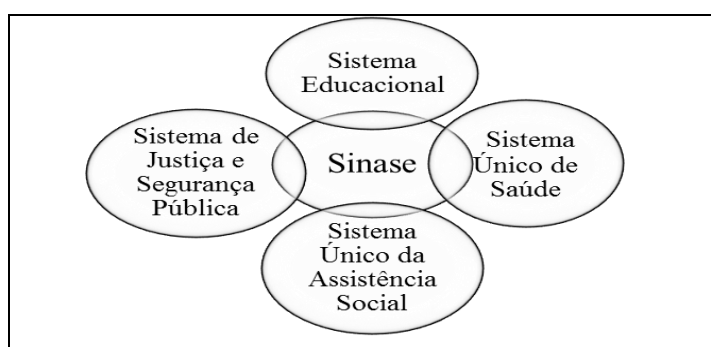 Sistema
Educacional
Sistema de
Justiça e
Segurança
Pública
Sinase
Sistema
Único de
Saúde
Sistema
Único da
Assistência
Social